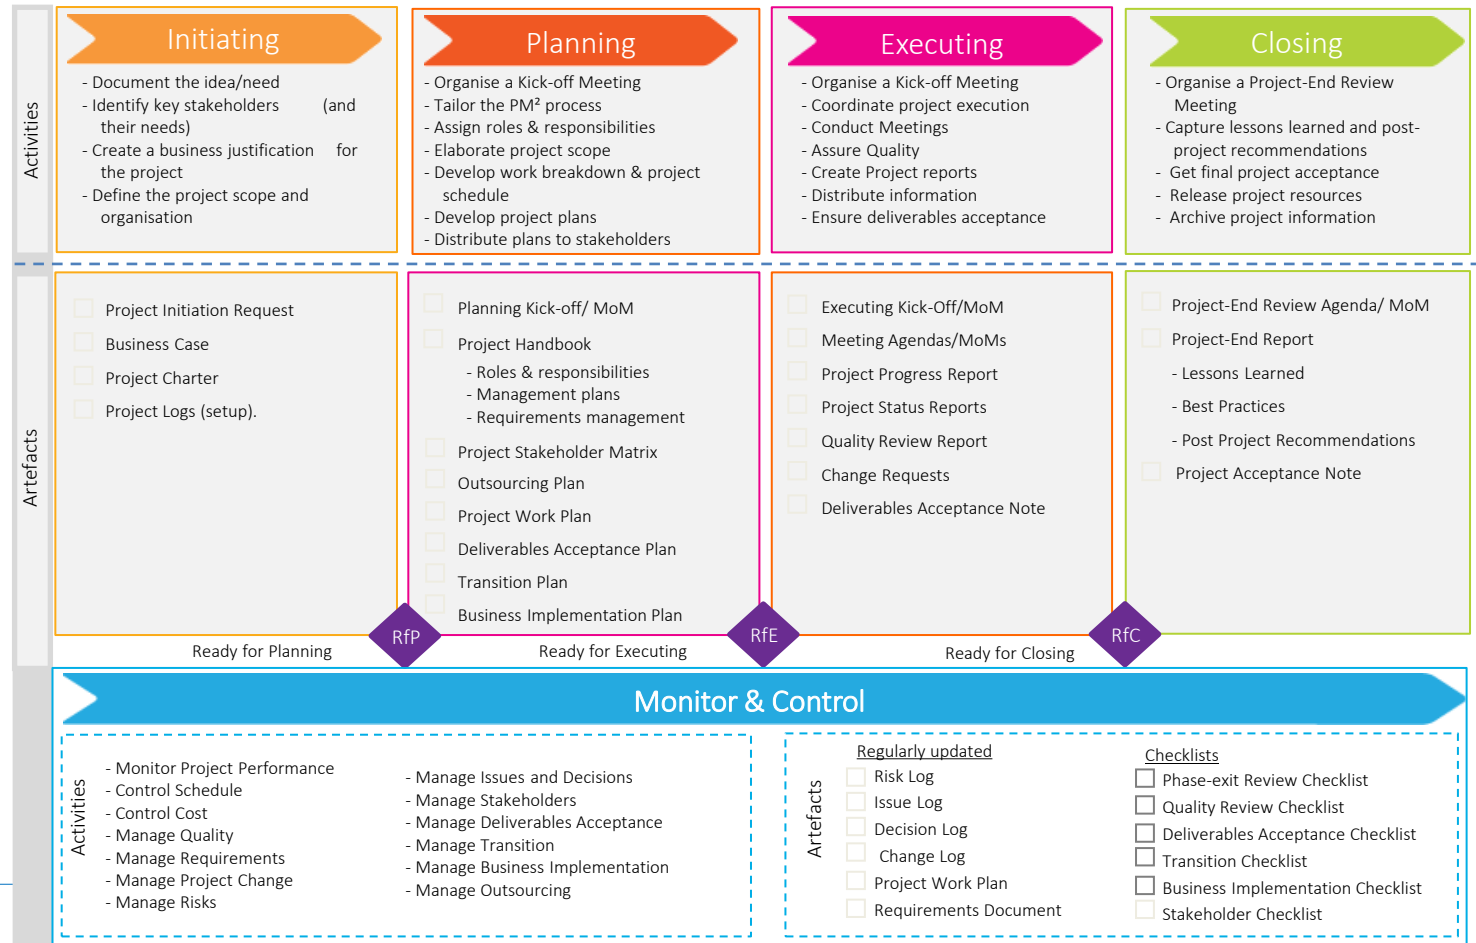 Initiating
Planning
Executing
Closing
Activities
- Document the idea/need
- Identify key stakeholders (and
their needs)
- Create a business justification for
the project
- Define the project scope and
organisation
- Organise a Kick-off Meeting
- Tailor the PM² process
- Assign roles & responsibilities
- Elaborate project scope
- Develop work breakdown & project
schedule
- Develop project plans
- Distribute plans to stakeholders
- Organise a Kick-off Meeting
- Coordinate project execution
- Conduct Meetings
- Assure Quality
- Create Project reports
- Distribute information
- Ensure deliverables acceptance
- Organise a Project-End Review
Meeting
- Capture lessons learned and post-
project recommendations
- Get final project acceptance
- Release project resources
- Archive project information
Artefacts
Project Initiation Request
Business Case
Project Charter
Project Logs (setup).
Planning Kick-off/ MoM
Project Handbook
- Roles & responsibilities
- Management plans
- Requirements management
Project Stakeholder Matrix
Outsourcing Plan
Project Work Plan
Deliverables Acceptance Plan
Transition Plan
Business Implementation Plan
Executing Kick-Off/MoM
Meeting Agendas/MoMs
Project Progress Report
Project Status Reports
Quality Review Report
Change Requests
Deliverables Acceptance Note
Project-End Review Agenda/ MoM
Project-End Report
- Lessons Learned
- Best Practices
- Post Project Recommendations
Project Acceptance Note
Ready for Planning
RfP
Ready for Executing
RfE
Ready for Closing
RfC
Monitor & Control
Activities
- Monitor Project Performance
- Control Schedule
- Control Cost
- Manage Quality
- Manage Requirements
- Manage Project Change
- Manage Risks
- Manage Issues and Decisions
- Manage Stakeholders
- Manage Deliverables Acceptance
- Manage Transition
- Manage Business Implementation
- Manage Outsourcing
Artefacts
Regularly updated
Risk Log
Issue Log
Decision Log
Change Log
Project Work Plan
Requirements Document
Checklists
Phase-exit Review Checklist
Quality Review Checklist
Deliverables Acceptance Checklist
Transition Checklist
Business Implementation Checklist
Stakeholder Checklist